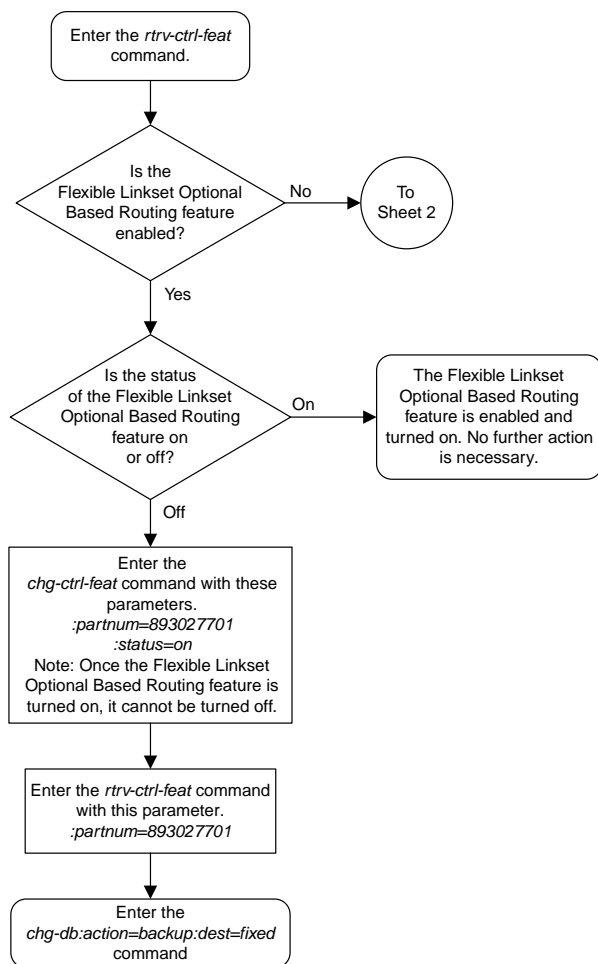 Enter the rtrv-ctrl-feat
command.
Is the
Flexible Linkset Optional
Based Routing feature
enabled?
No
To
Sheet 2
Yes
Is the status
of the Flexible Linkset
Optional Based Routing
feature on
or off?
On
The Flexible Linkset
Optional Based Routing
feature is enabled and
turned on. No further action
is necessary.
Off
Enter the
chg-ctrl-feat command with these
parameters.
:partnum=893027701
:status=on
Note: Once the Flexible Linkset
Optional Based Routing feature is
turned on, it cannot be turned off.
Enter the rtrv-ctrl-feat command
with this parameter.
:partnum=893027701
Enter the
chg-db:action=backup:dest=fixed
command